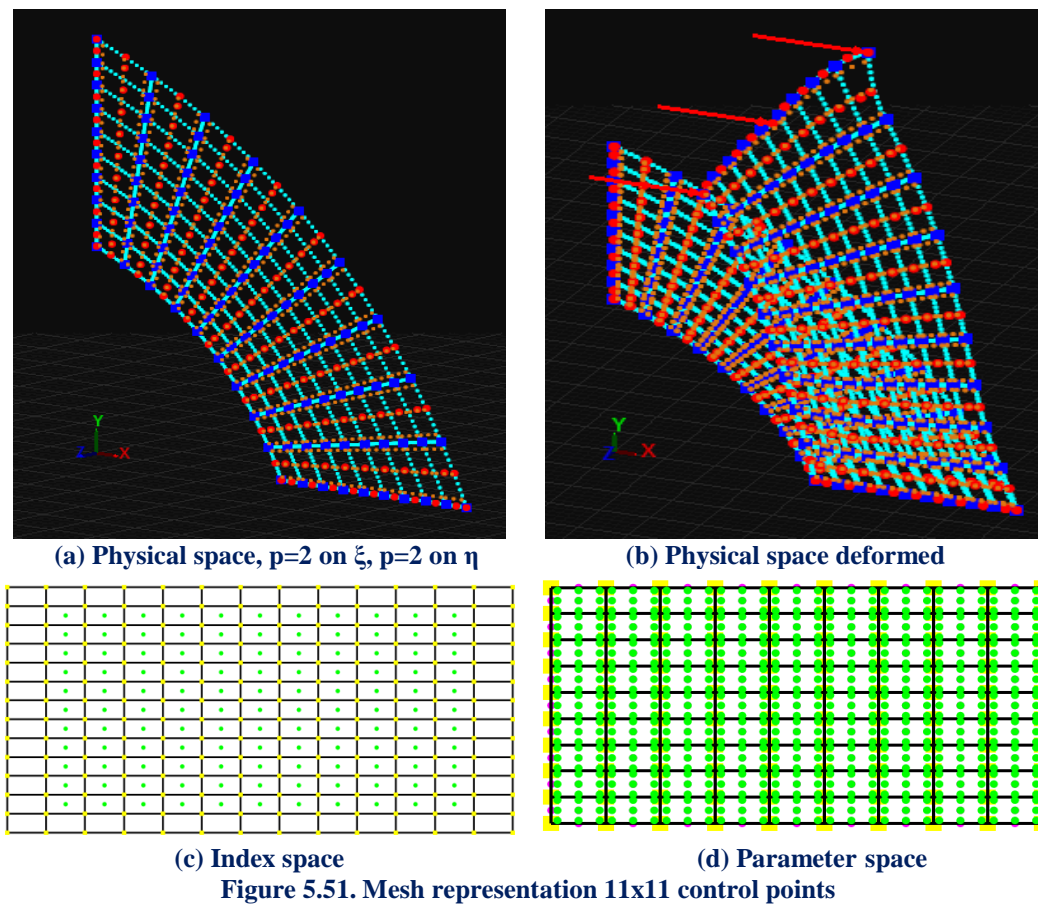 Y
Z
X
Y
Z
X
(a) Physical space, p=2 on ξ, p=2 on η
(b) Physical space deformed
(c) Index space
(d) Parameter space
Figure 5.51. Mesh representation 11x11 control points